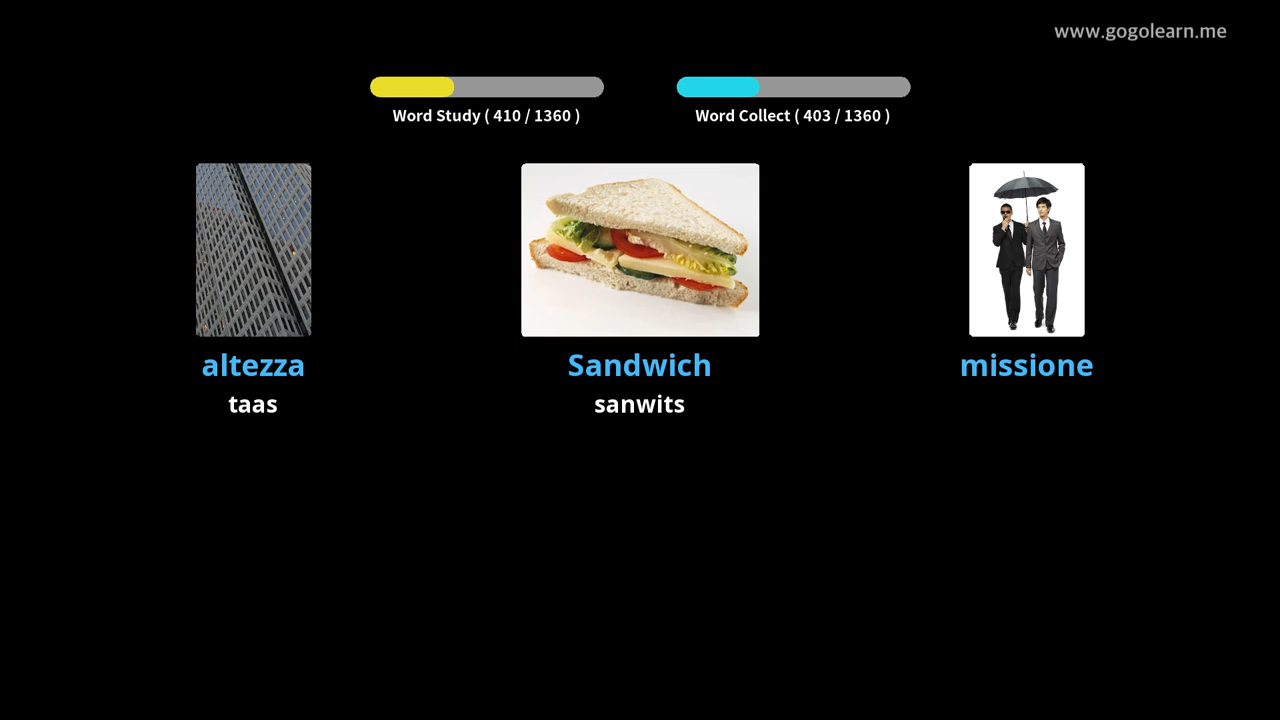 www.gogolearn.me
Word Study ( 410 / 1360 )
Word Collect ( 403 / 1360 )
altezza
taas
Sandwich
sanwits
missione